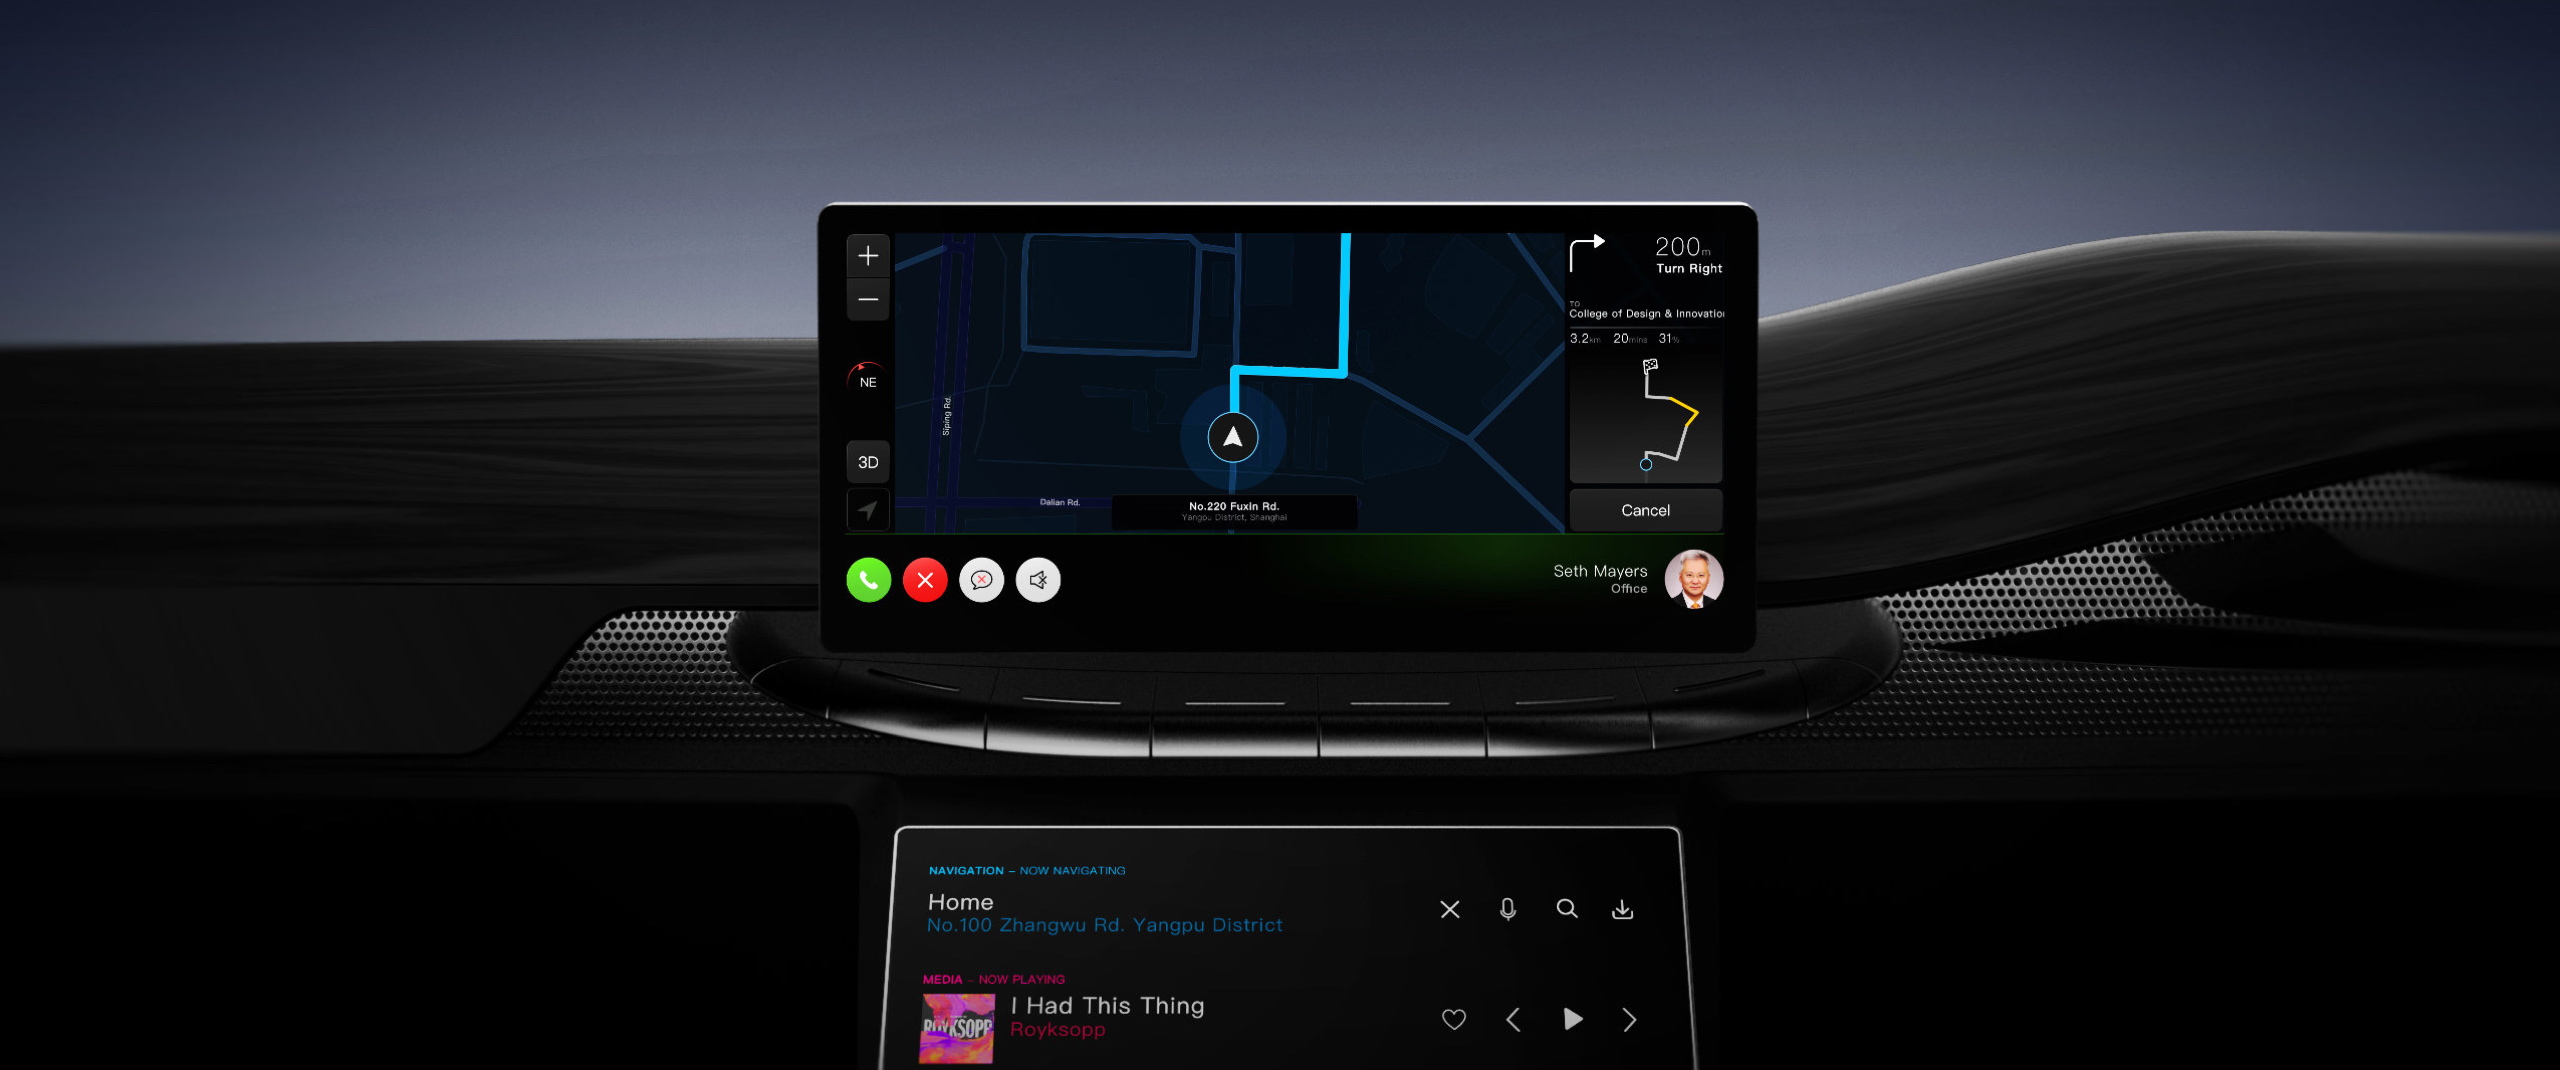 200m
Turn Right
TO
College of Design & Innovation
3.2km 20mins 31%
NE
Siping Rd.
3D
Dalian Rd.
No.220 Fuxin Rd.
Yangpu District, Shanghai
Cancel
Seth Mayers
Office
NAVIGATION – NOW NAVIGATING
Home
No.100 Zhangwu Rd. Yangpu District
MEDIA – NOW PLAYING
I Had This Thing
RÖYKSOPP
Royksopp